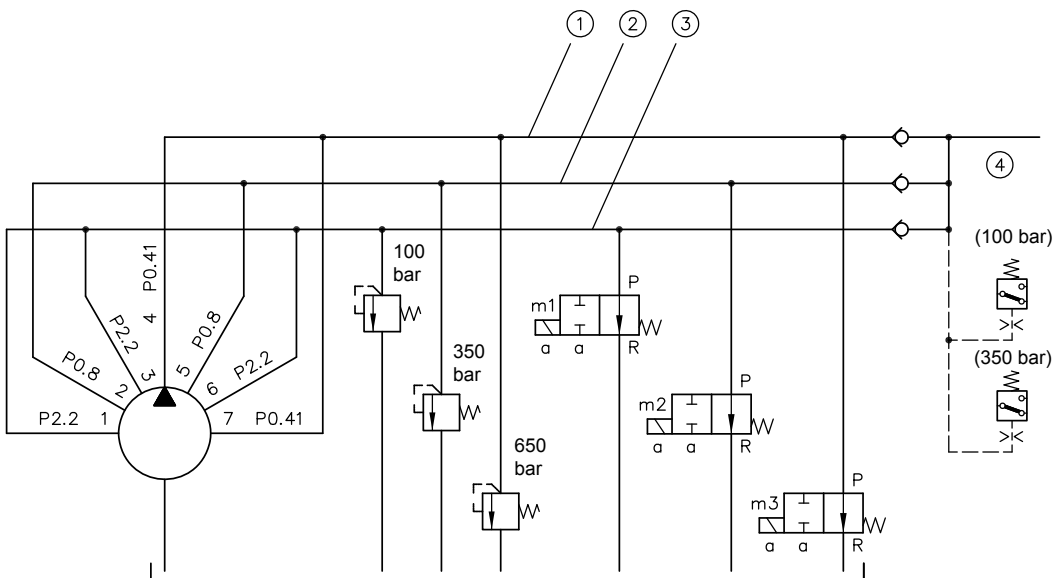 1 2 3
4
(100 bar)
(350 bar)
100
bar
350
bar
650
bar
P2.2 1
P0.8 2
P2.2 3
P0.41 4
P0.8 5
P2.2 6
P0.41 7
m1 P
a a R
m2 P
a a R
m3 P
a a R